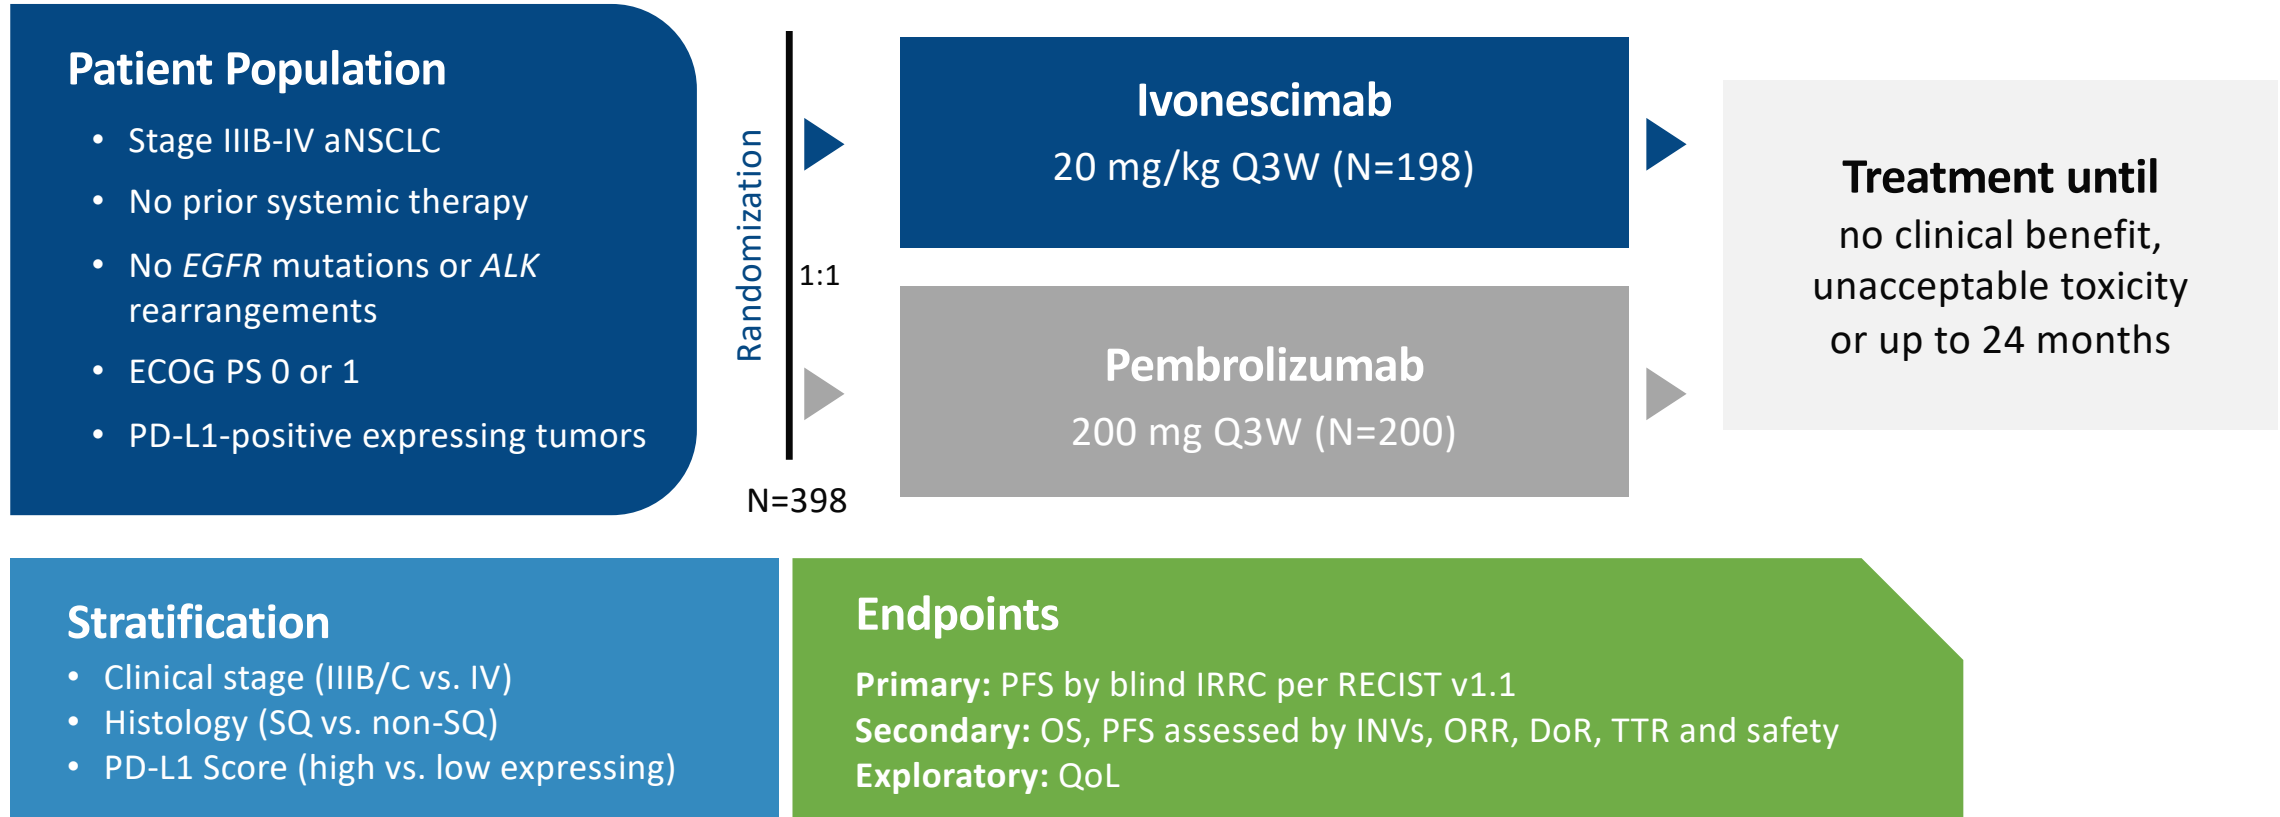 Patient Population
• Stage IIIB-IV aNSCLC
• No prior systemic therapy
• No EGFR mutations or ALK
rearrangements
• ECOG PS 0 or 1
• PD-L1-positive expressing tumors
Randomization
1:1
N=398
Ivonescimab
20 mg/kg Q3W (N=198)
Pembrolizumab
200 mg Q3W (N=200)
Treatment until
no clinical benefit,
unacceptable toxicity
or up to 24 months
Stratification
• Clinical stage (IIIB/C vs. IV)
• Histology (SQ vs. non-SQ)
• PD-L1 Score (high vs. low expressing)
Endpoints
Primary: PFS by blind IRRC per RECIST v1.1
Secondary: OS, PFS assessed by INVs, ORR, DoR, TTR and safety
Exploratory: QoL